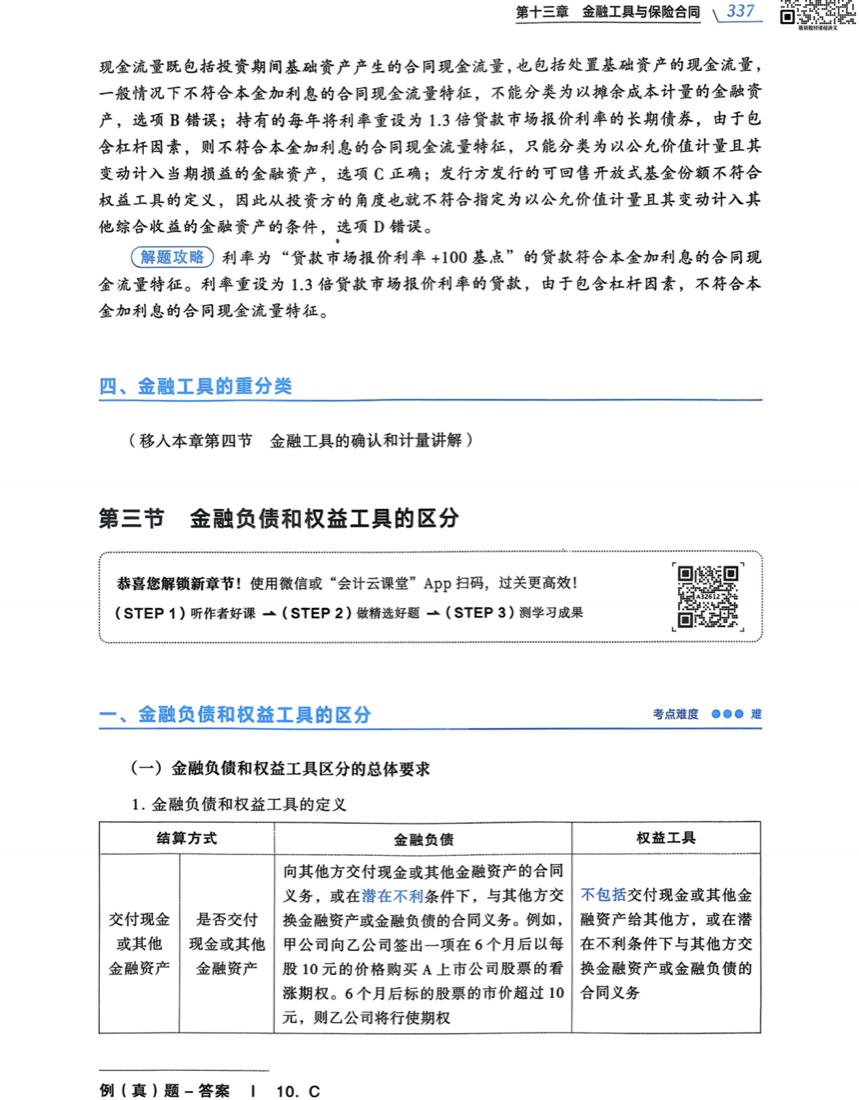 第十三章 金融工具与保险合同 337
现金流量既包括投资期间基础资产产生的合同现金流量，也包括处置基础资产的现金流量，
一般情况下不符合本金加利息的合同现金流量特征，不能分类为以摊余成本计量的金融资
产，选项 B 错误；持有的每年将利率重设为 1.3 倍贷款市场报价利率的长期债券，由于包
含杠杆因素，则不符合本金加利息的合同现金流量特征，只能分类为以公允价值计量且其
变动计入当期损益的金融资产，选项 C 正确；发行方发行的可回售开放式基金份额不符合
权益工具的定义，因此从投资方的角度也就不符合指定为以公允价值计量且其变动计入其
他综合收益的金融资产的条件，选项 D 错误。
解题攻略 利率为“贷款市场报价利率 +100 基点”的贷款符合本金加利息的合同现
金流量特征。利率重设为 1.3 倍贷款市场报价利率的贷款，由于包含杠杆因素，不符合本
金加利息的合同现金流量特征。
四、金融工具的重分类
（移入本章第四节 金融工具的确认和计量讲解）
第三节 金融负债和权益工具的区分
恭喜您解锁新章节！使用微信或“会计云课堂”App 扫码，过关更高效！
（STEP 1）听作者好课 ⇀（STEP 2）做精选好题 ⇀（STEP 3）测学习成果
一、金融负债和权益工具的区分 考点难度 ●●● 难
（一）金融负债和权益工具区分的总体要求
1. 金融负债和权益工具的定义
结算方式 金融负债 权益工具
交付现金
或其他
金融资产
是否交付
现金或其他
金融资产
向其他方交付现金或其他金融资产的合同
义务，或在潜在不利条件下，与其他方交
换金融资产或金融负债的合同义务。例如，
甲公司向乙公司签出一项在 6 个月后以每
股 10 元的价格购买 A 上市公司股票的看
涨期权。6 个月后标的股票的市价超过 10
元，则乙公司将行使期权
不包括交付现金或其他金
融资产给其他方，或在潜
在不利条件下与其他方交
换金融资产或金融负债的
合同义务
例（真）题－答案 | 10. C